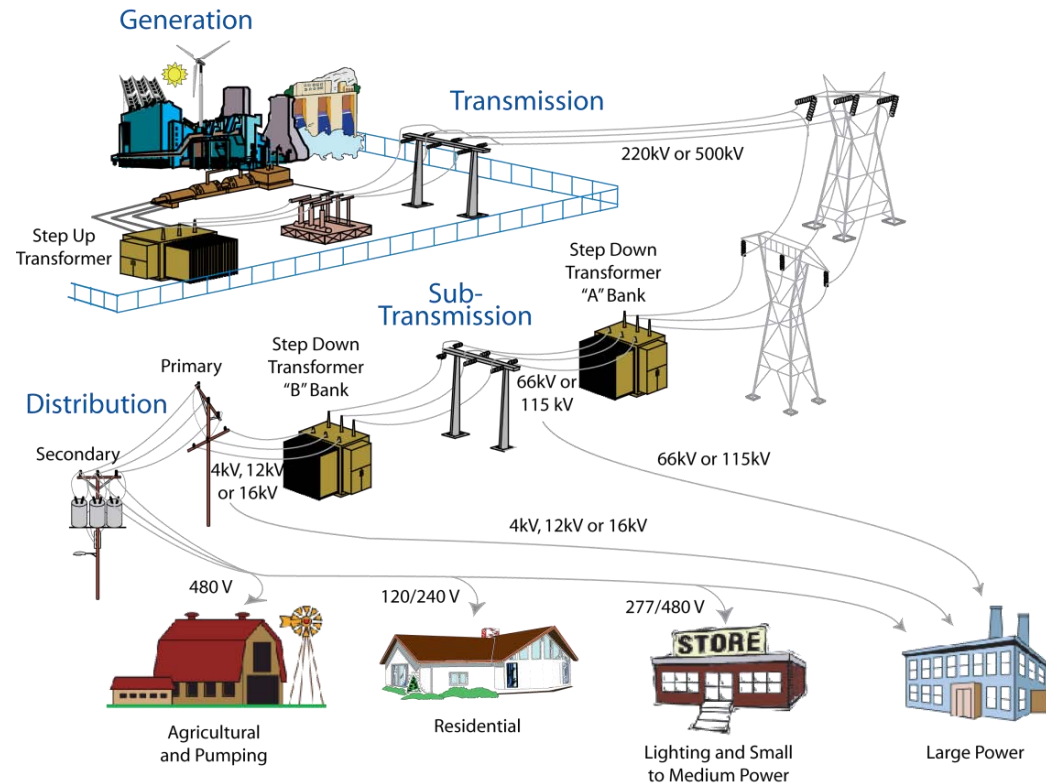 Generation
Transmission
220kV or 500kV
Step Up
Transformer
Step Down
Transformer
“A” Bank
Sub-
Transmission
Step Down
Transformer
“B” Bank
66kV or
115 kV
Primary
Distribution
Secondary
4kV, 12kV
or 16kV
66kV or 115kV
4kV, 12kV or 16kV
480 V
120/240 V
277/480 V
STORE
Agricultural
and Pumping
Residential
Lighting and Small
to Medium Power
Large Power